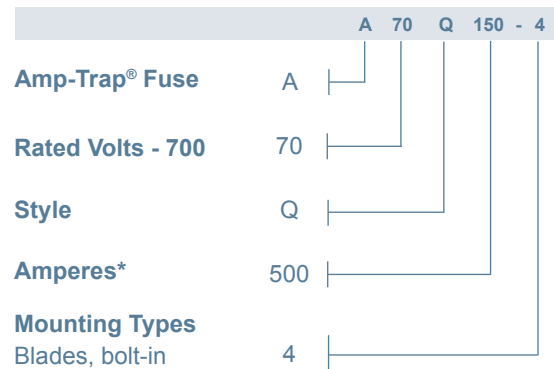 A 70 Q 150 - 4
Amp-Trap® Fuse A
Rated Volts - 700 70
Style Q
Amperes* 500
Mounting Types
Blades, bolt-in 4